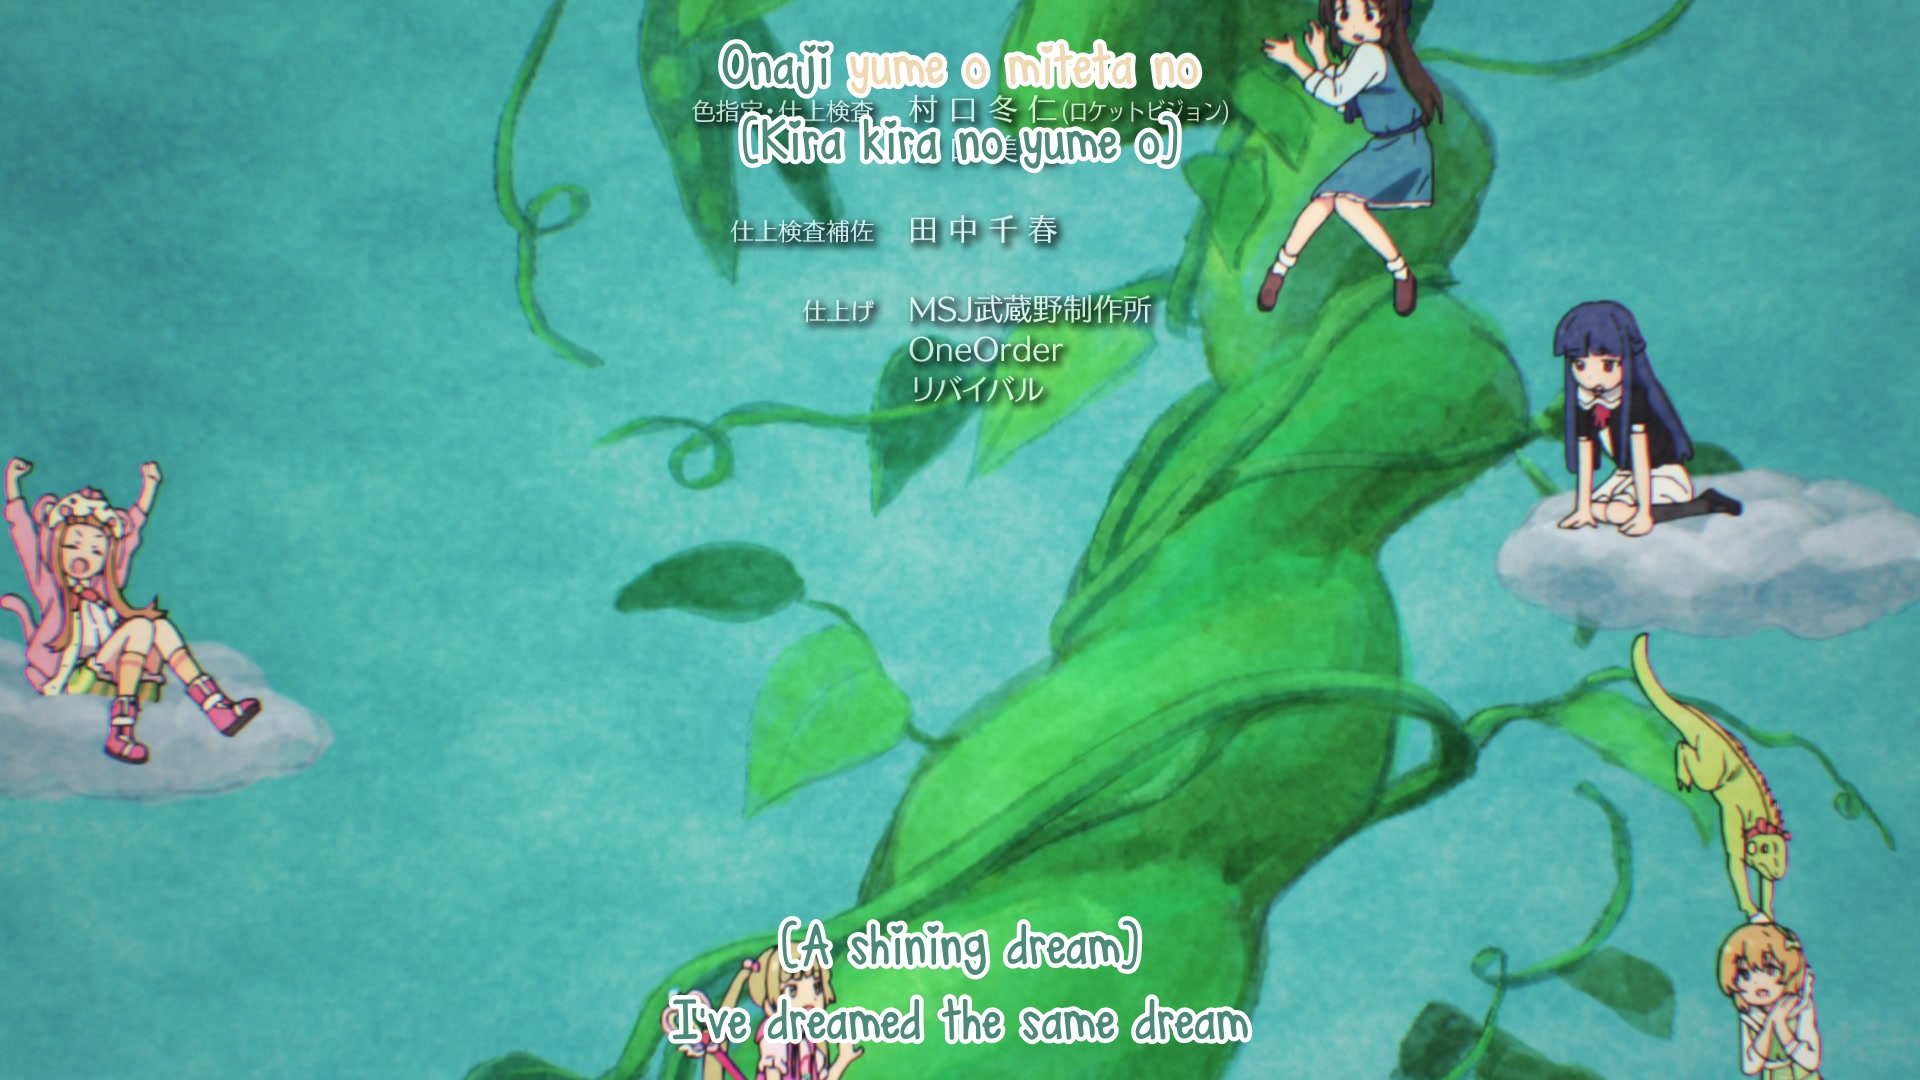 Onaji yume o miteta no
色指定・仕上検査 村口冬仁(ロケットビジョン)
(Kira kira no yume o)
仕上検査補佐 田中千春
仕上げ MSJ武蔵野制作所
OneOrder
リバイバル
(A shining dream)
I've dreamed the same dream